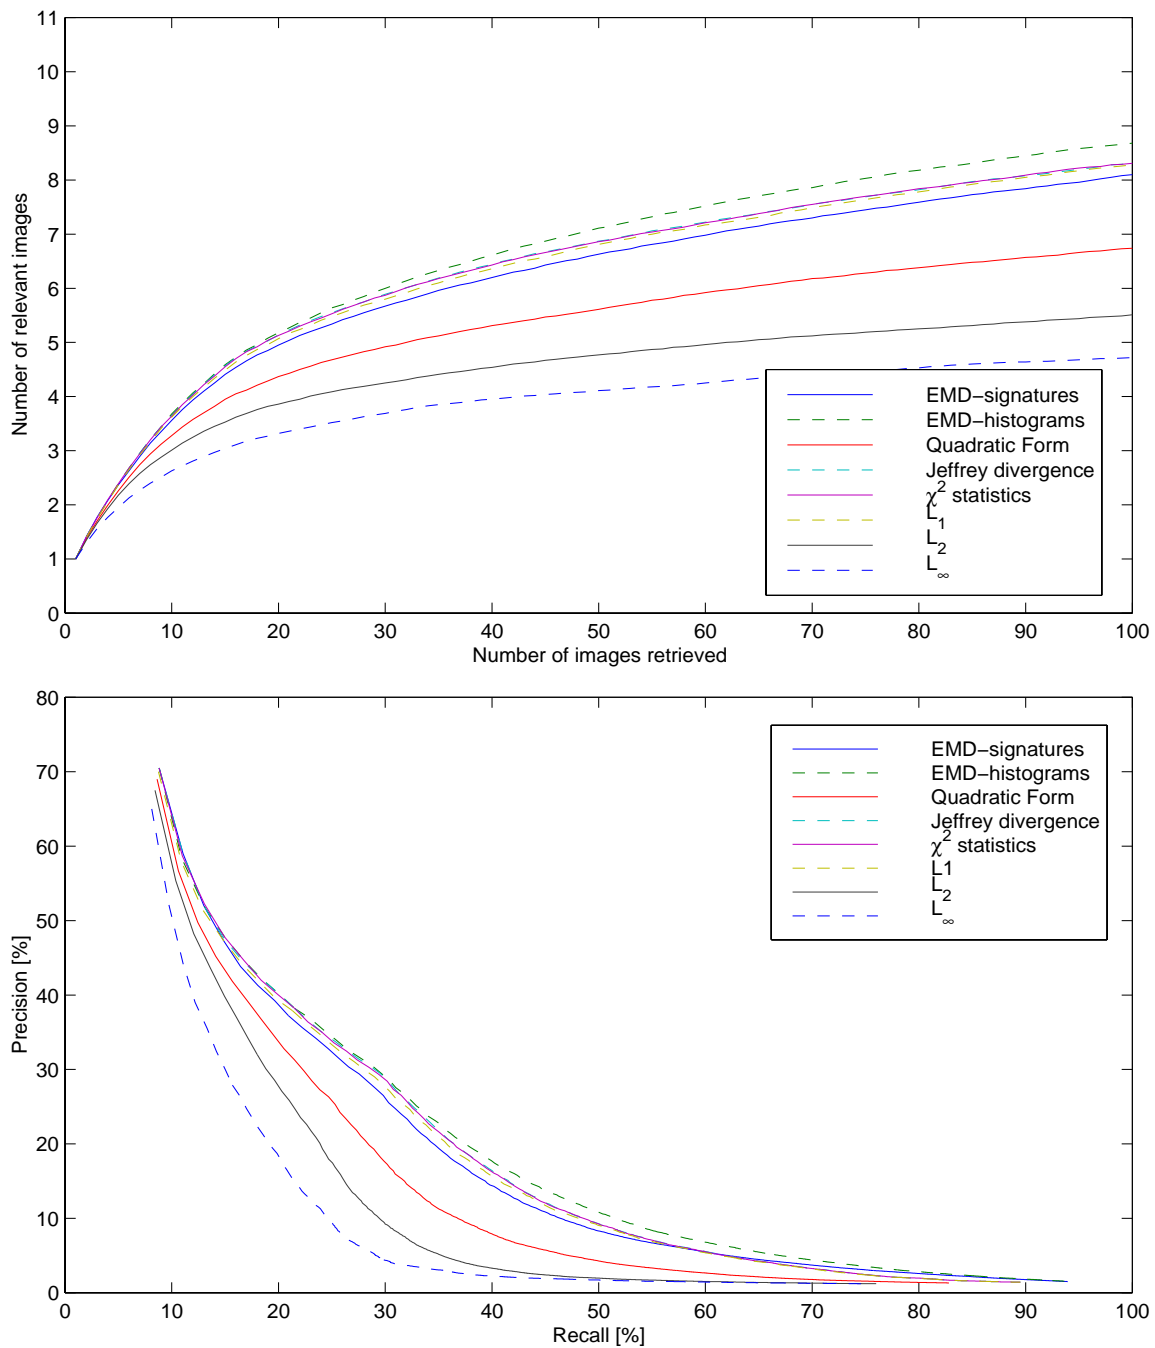 11
10
9
8
7
6
5
4
3
2
1
0
Number of relevant images
EMD−signatures
EMD−histograms
Quadratic Form
Jeffrey divergence
χ² statistics
L₁
L₂
L∞
0 10 20 30 40 50 60 70 80 90 100
Number of images retrieved
80
70
60
50
40
30
20
10
0
Precision [%]
EMD−signatures
EMD−histograms
Quadratic Form
Jeffrey divergence
χ² statistics
L1
L₂
L∞
0 10 20 30 40 50 60 70 80 90 100
Recall [%]